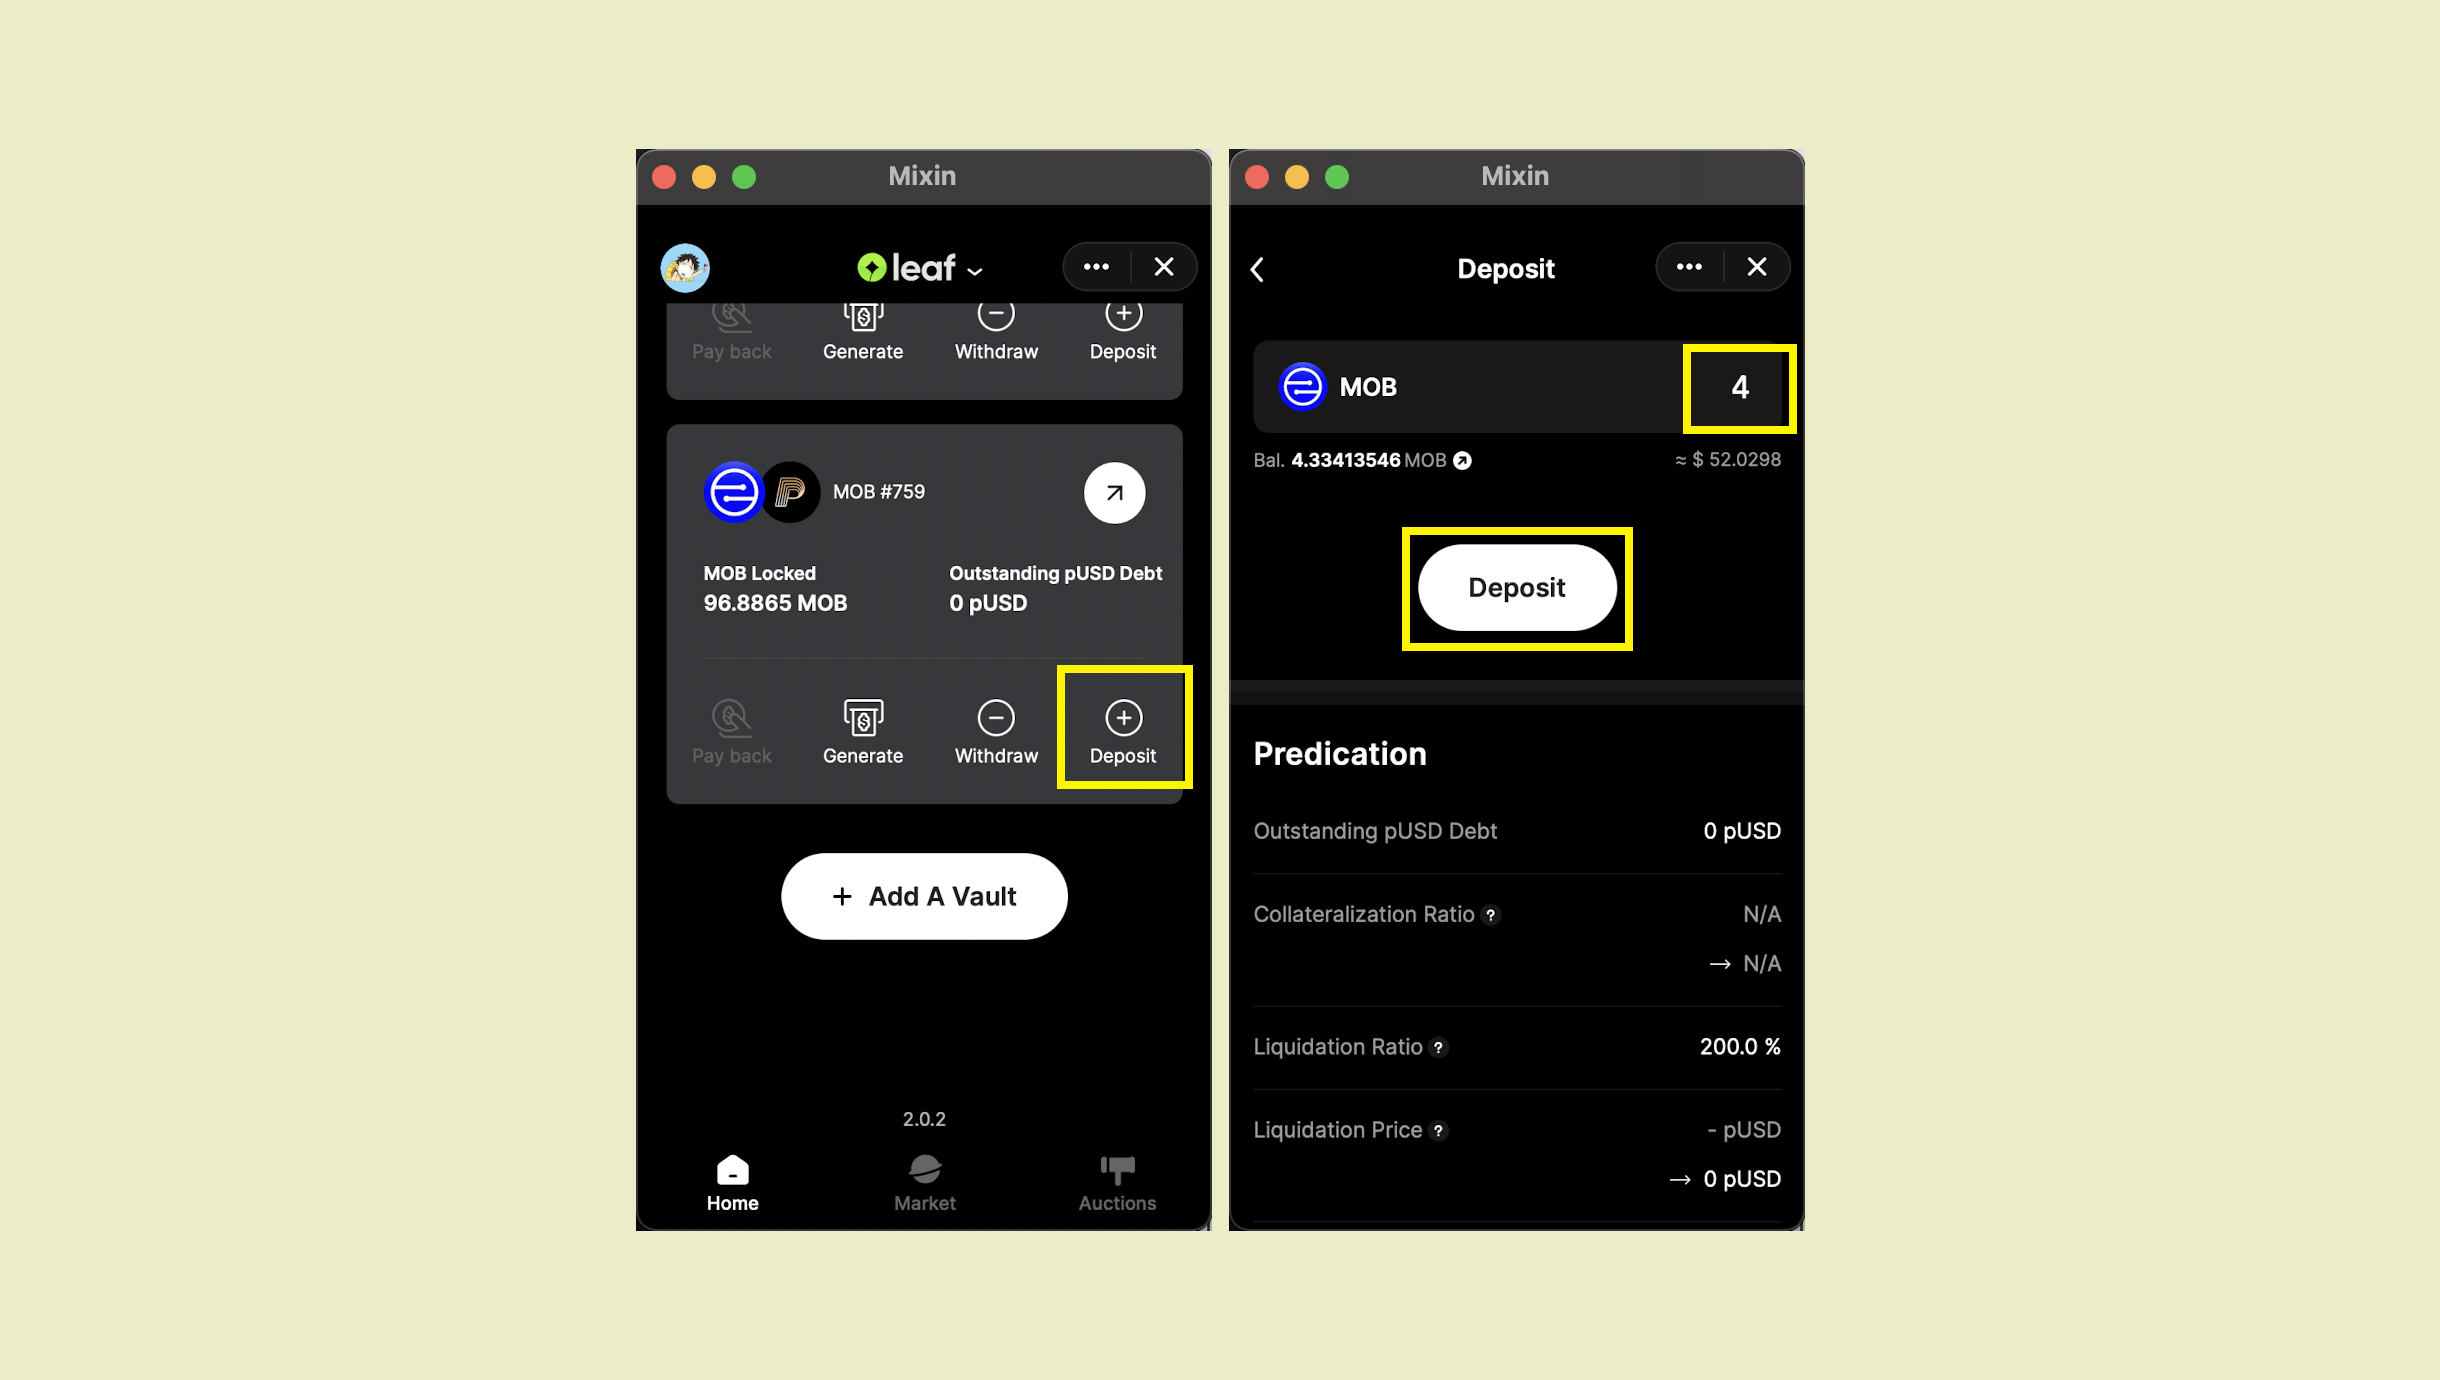 Mixin
leaf
Pay back
Generate
Withdraw
Deposit
MOB #759
MOB Locked
Outstanding pUSD Debt
96.8865 MOB
0 pUSD
Pay back
Generate
Withdraw
Deposit
+ Add A Vault
2.0.2
Home
Market
Auctions
Mixin
Deposit
MOB
4
Bal. 4.33413546 MOB
≈ $ 52.0298
Deposit
Predication
Outstanding pUSD Debt
0 pUSD
Collateralization Ratio ?
N/A
→ N/A
Liquidation Ratio ?
200.0 %
Liquidation Price ?
- pUSD
→ 0 pUSD